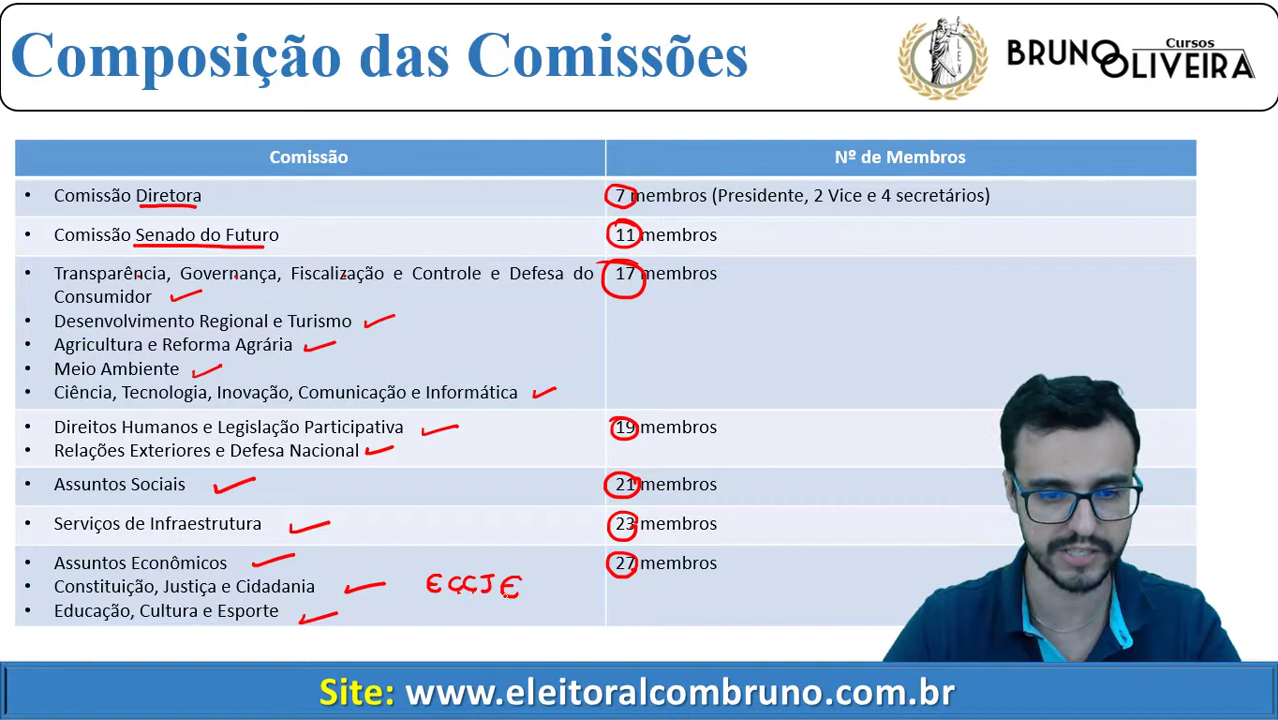 Composição das Comissões
Cursos
BRUNO
OLIVEIRA
LEX
Comissão
Nº de Membros
• Comissão Diretora
7 membros (Presidente, 2 Vice e 4 secretários)
• Comissão Senado do Futuro
11 membros
• Transparência, Governança, Fiscalização e Controle e Defesa do
Consumidor
17 membros
• Desenvolvimento Regional e Turismo
• Agricultura e Reforma Agrária
• Meio Ambiente
• Ciência, Tecnologia, Inovação, Comunicação e Informática
• Direitos Humanos e Legislação Participativa
19 membros
• Relações Exteriores e Defesa Nacional
• Assuntos Sociais
21 membros
• Serviços de Infraestrutura
23 membros
• Assuntos Econômicos
27 membros
• Constituição, Justiça e Cidadania
ECCJE
• Educação, Cultura e Esporte
Site: www.eleitoralcombruno.com.br